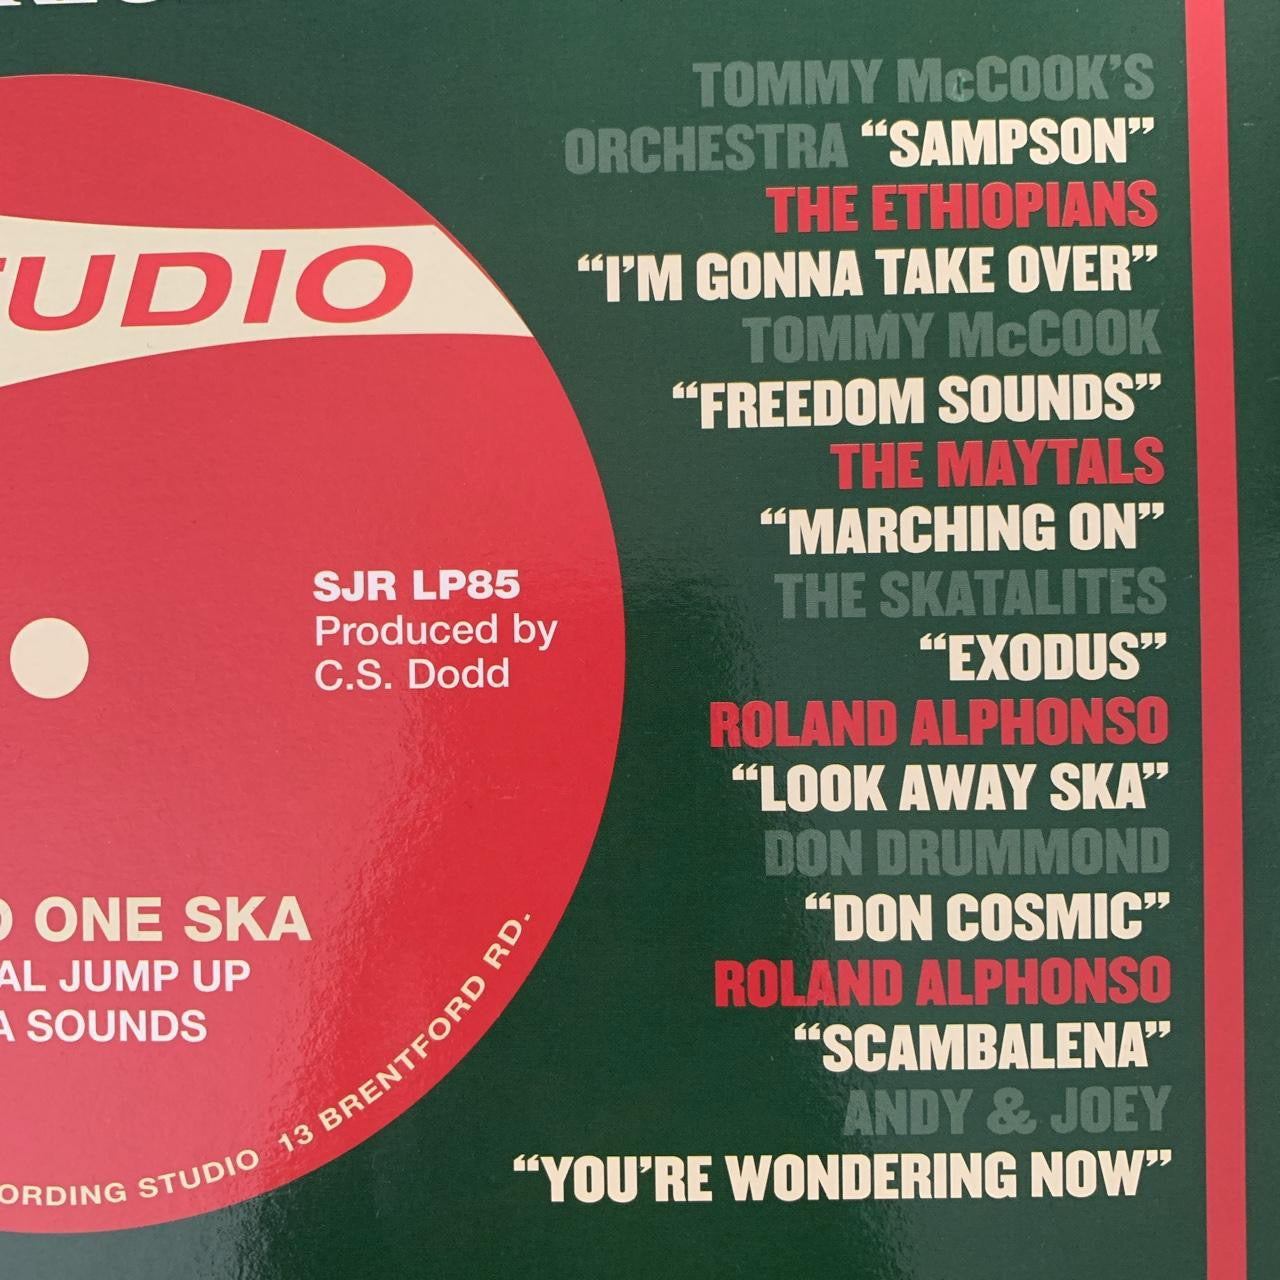 TUDIO
SJR LP85
Produced by
C.S. Dodd
ONE SKA
AL JUMP UP
A SOUNDS
ORDING STUDIO 13 BRENTFORD RD.
TOMMY McCOOK'S
ORCHESTRA “SAMPSON”
THE ETHIOPIANS
“I'M GONNA TAKE OVER”
TOMMY McCOOK
“FREEDOM SOUNDS”
THE MAYTALS
“MARCHING ON”
THE SKATALITES
“EXODUS”
ROLAND ALPHONSO
“LOOK AWAY SKA”
DON DRUMMOND
“DON COSMIC”
ROLAND ALPHONSO
“SCAMBALENA”
ANDY & JOEY
“YOU'RE WONDERING NOW”